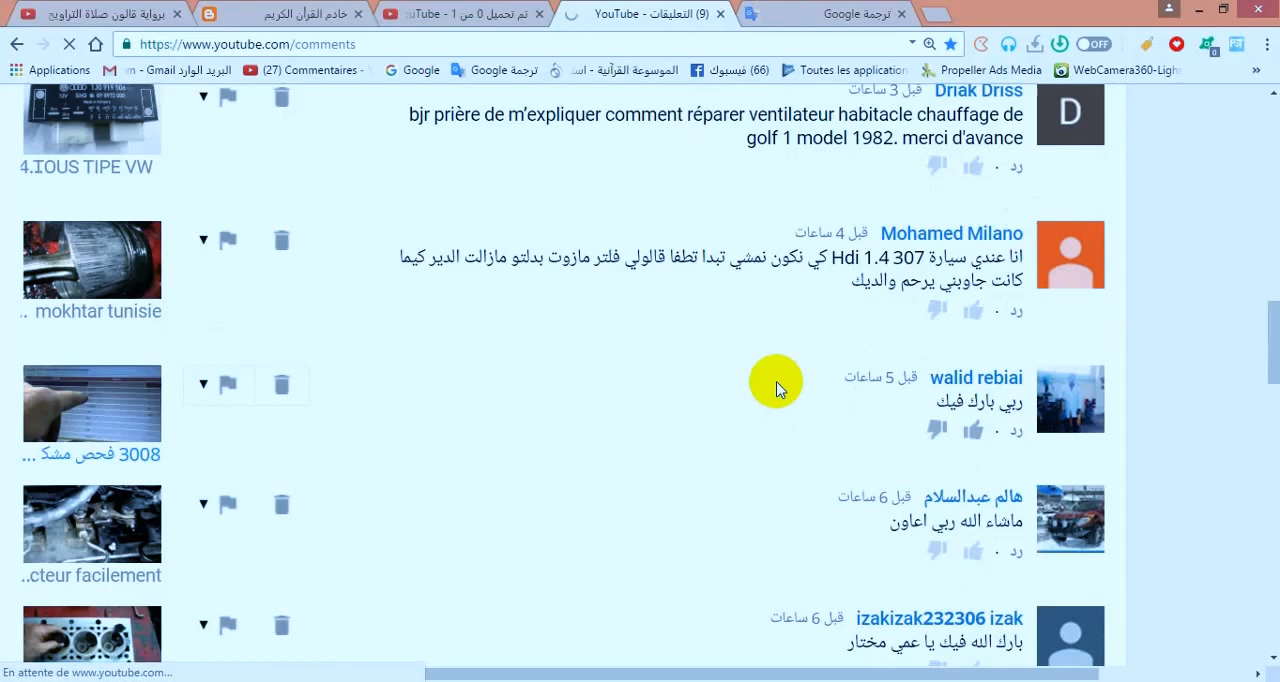 برواية قالون صلاة التراويح
خادم القرأن الكريم
تم تحميل 0 من 1 - uTube
(9) التعليقات - YouTube
ترجمة Google
https://www.youtube.com/comments
OFF
0
Applications
البريد الوارد - Gmail
(27) Commentaires -
Google
ترجمة Google
الموسوعة القرآنية - است
(66) فيسبوك
Toutes les application
Propeller Ads Media
WebCamera360-Light
»
Driak Driss قبل 3 ساعات
bjr prière de m'expliquer comment réparer ventilateur habitacle chauffage de
golf 1 model 1982. merci d'avance
رد
4.TOUS TIPE VW
D
Mohamed Milano قبل 4 ساعات
انا عندي سيارة 307 1.4 Hdi كي نكون نمشي تبدا تطفا قالولي فلتر مازوت بدلتو مازالت الدير كيما
كانت جاوبني يرحم والديك
رد
mokhtar tunisie ..
walid rebiai قبل 5 ساعات
ربي بارك فيك
رد
3008 فحص مشك ...
هالم عبدالسلام قبل 6 ساعات
ماشاء الله ربي اعاون
رد
..cteur facilement
izakizak232306 izak قبل 6 ساعات
بارك الله فيك يا عمي مختار
En attente de www.youtube.com...